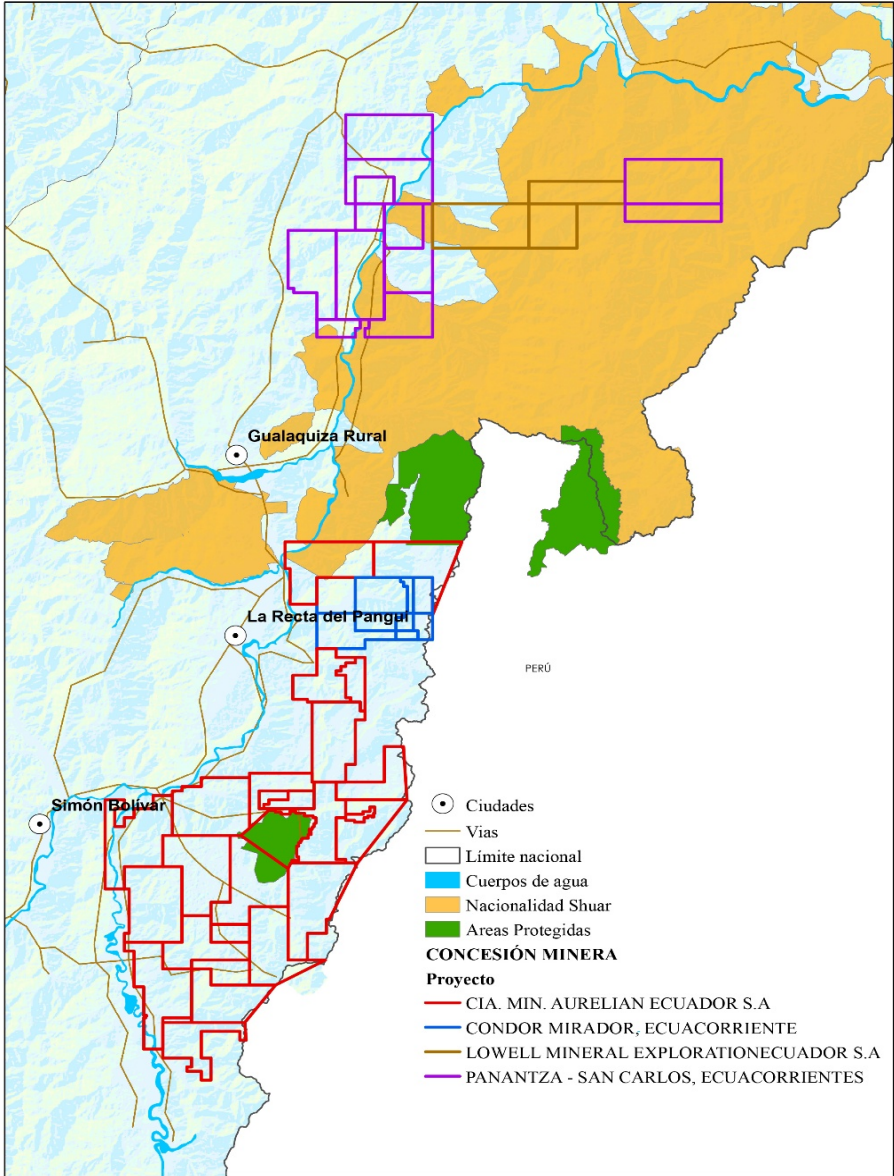 Gualaquiza Rural
La Recta del Pangui
PERÚ
Simón Bolívar
Ciudades
Vias
Límite nacional
Cuerpos de agua
Nacionalidad Shuar
Areas Protegidas
CONCESIÓN MINERA
Proyecto
CIA. MIN. AURELIAN ECUADOR S.A
CONDOR MIRADOR, ECUACORRIENTE
LOWELL MINERAL EXPLORATIONECUADOR S.A
PANANTZA - SAN CARLOS, ECUACORRIENTES